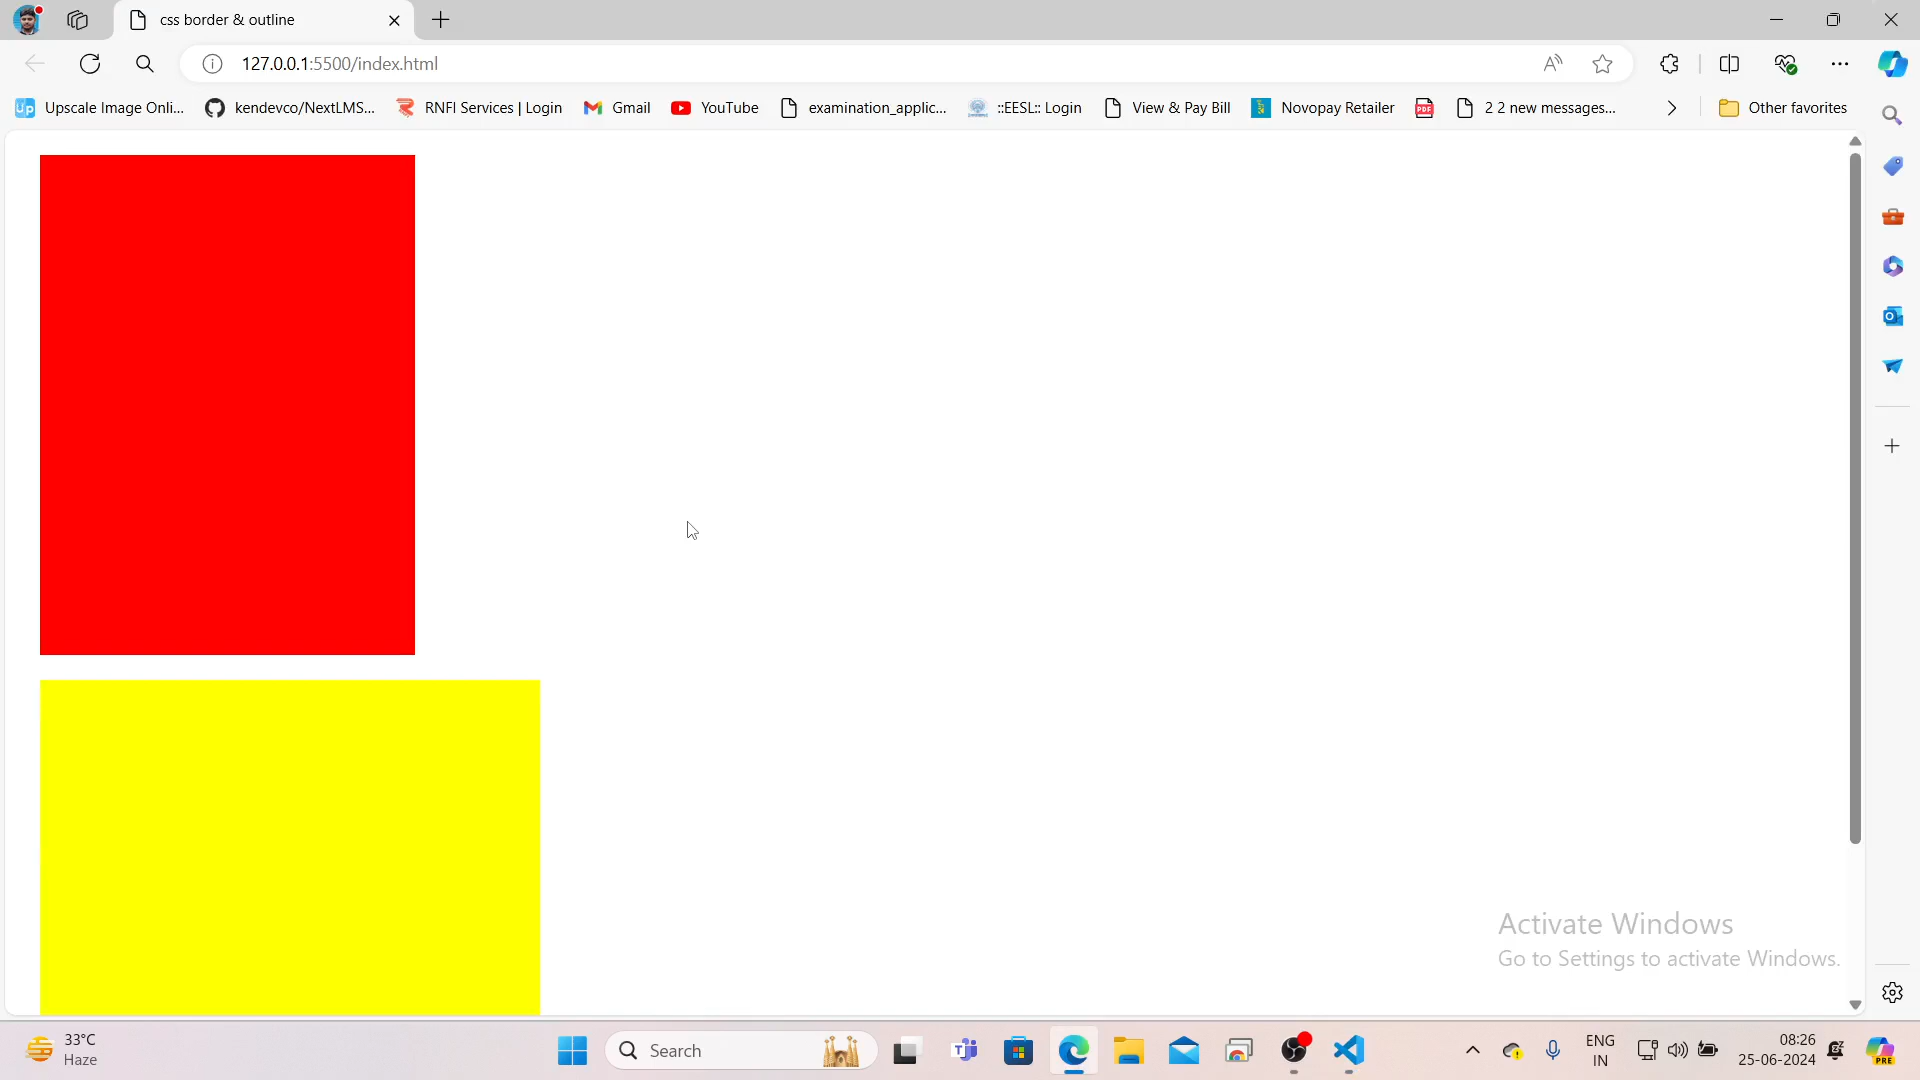 css border & outline
127.0.0.1:5500/index.html
Upscale Image Onli... kendevco/NextLMS... RNFI Services | Login Gmail YouTube examination_applic... ::EESL:: Login View & Pay Bill Novopay Retailer PDF 2 2 new messages... Other favorites
Activate Windows
Go to Settings to activate Windows.
33°C
Haze
Search
ENG
IN
08:26
25-06-2024
PRE